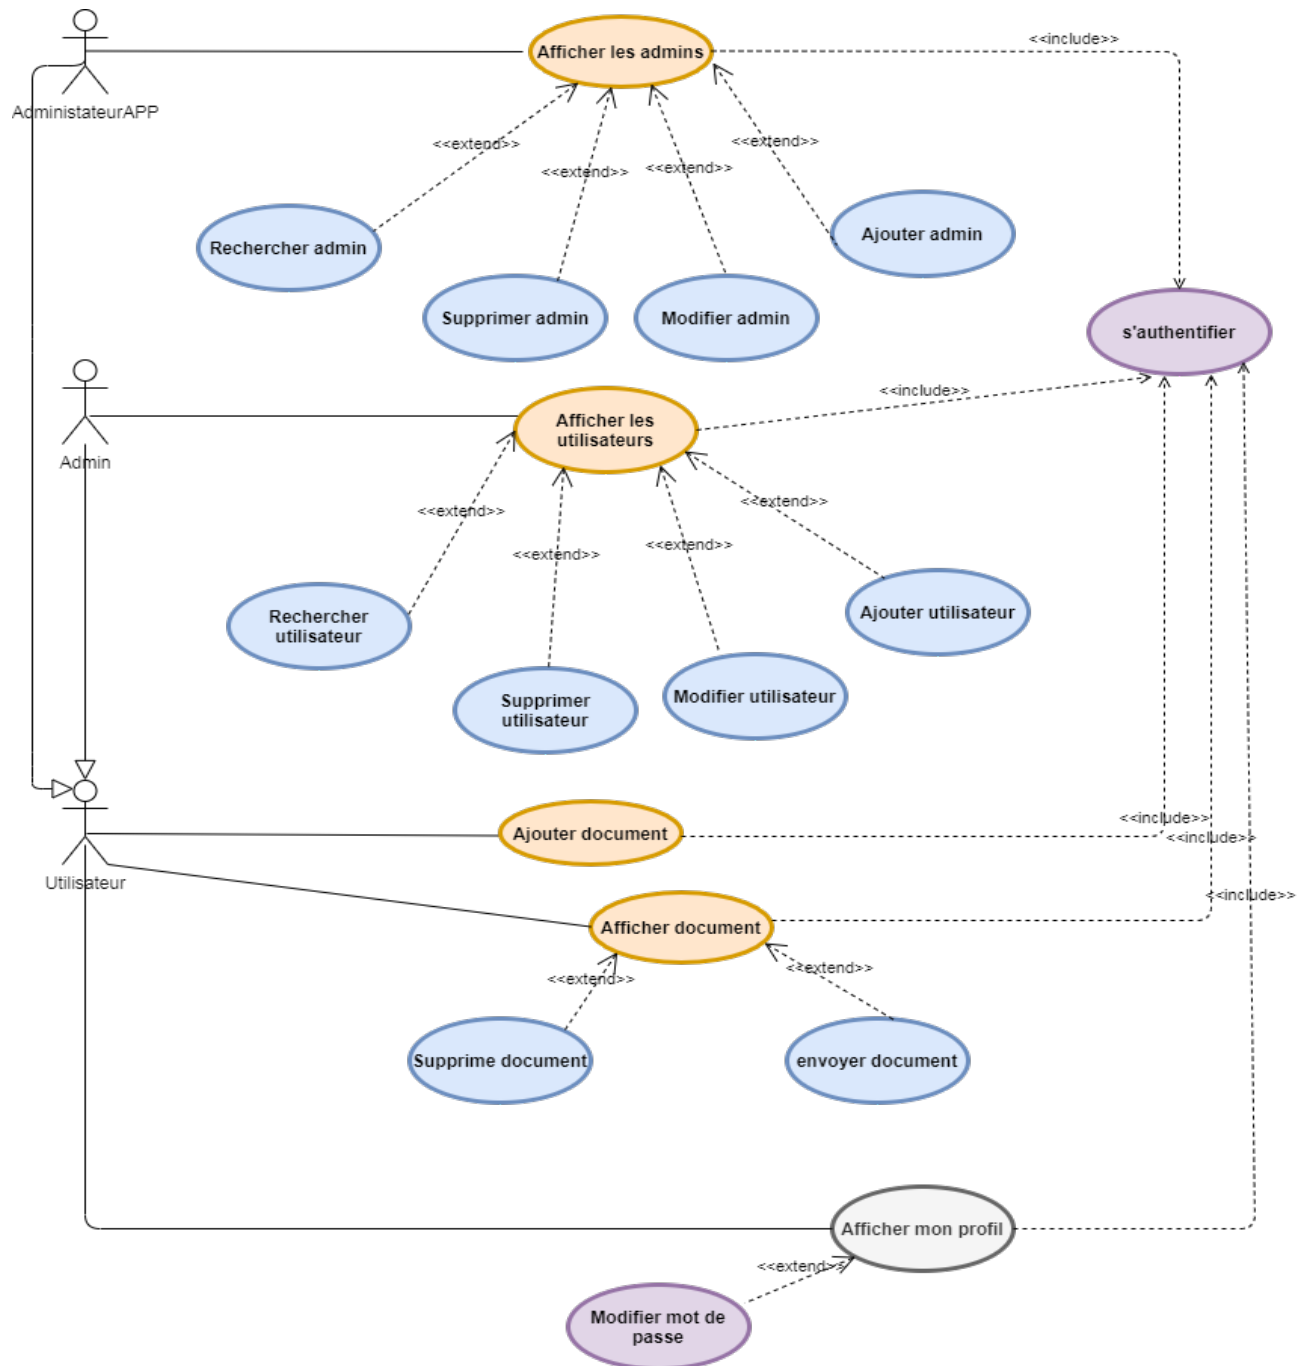 Afficher les admins
<<include>>
AdministateurAPP
<<extend>>
<<extend>>
<<extend>>
<<extend>>
Rechercher admin
Ajouter admin
Supprimer admin
Modifier admin
s'authentifier
<<include>>
Afficher les
utilisateurs
Admin
<<extend>>
<<extend>>
<<extend>>
<<extend>>
Rechercher
utilisateur
Ajouter utilisateur
Supprimer
utilisateur
Modifier utilisateur
Ajouter document
<<include>>
<<include>>
Utilisateur
<<include>>
Afficher document
<<extend>>
<<extend>>
Supprime document
envoyer document
Afficher mon profil
<<extend>>
Modifier mot de
passe